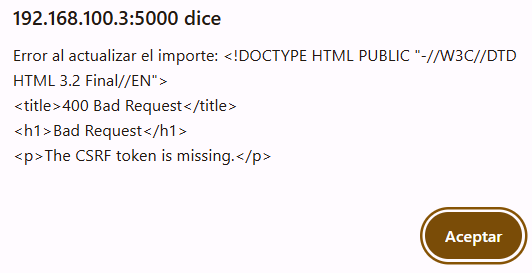 192.168.100.3:5000 dice
Error al actualizar el importe: <!DOCTYPE HTML PUBLIC "-//W3C//DTD
HTML 3.2 Final//EN">
<title>400 Bad Request</title>
<h1>Bad Request</h1>
<p>The CSRF token is missing.</p>
Aceptar